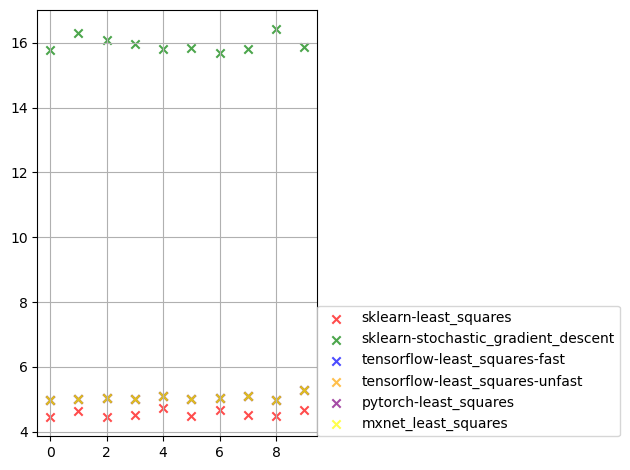 16
14
12
10
8
6
4
0 2 4 6 8
sklearn-least_squares
sklearn-stochastic_gradient_descent
tensorflow-least_squares-fast
tensorflow-least_squares-unfast
pytorch-least_squares
mxnet_least_squares